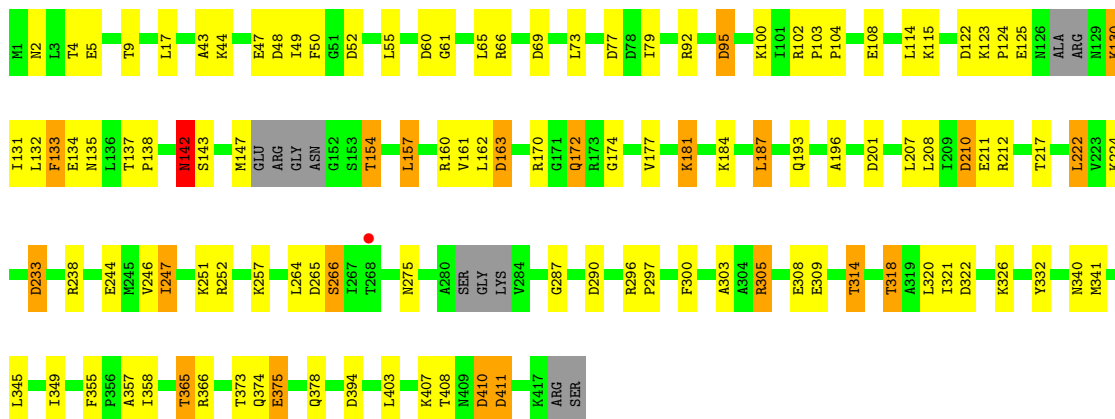 M1 N2 L3 T4 E5 T9 L17 A43 K44 E47 D48 I49 F50 G51 D52 L55 D60 G61 L65 R66 D69 L73 D77 D78 I79 R92 D95 K100 I101 R102 P103 P104 E108 L114 K115 D122 K123 P124 E125 N126 ALA ARG N129 K130
I131 L132 F133 E134 N135 L136 T137 P138 N142 S143 M147 GLU ARG GLY ASN G152 S153 T154 L157 R160 V161 L162 D163 R170 G171 Q172 R173 G174 V177 K181 K184 L187 Q193 A196 D201 L207 L208 I209 D210 E211 R212 T217 L222 V223 K224
D233 R238 E244 M245 V246 I247 K251 R252 K257 L264 D265 S266 I267 T268 N275 A280 SER GLY LYS V284 G287 D290 R296 P297 F300 A303 A304 R305 E308 E309 T314 T318 A319 L320 I321 D322 K326 Y332 N340 M341
L345 I349 F355 P356 A357 I358 T365 R366 T373 Q374 E375 Q378 D394 L403 K407 T408 N409 D410 D411 K417 ARG SER